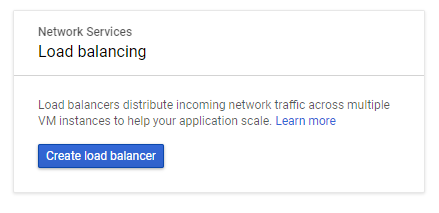 Network Services
Load balancing
Load balancers distribute incoming network traffic across multiple
VM instances to help your application scale. Learn more
Create load balancer